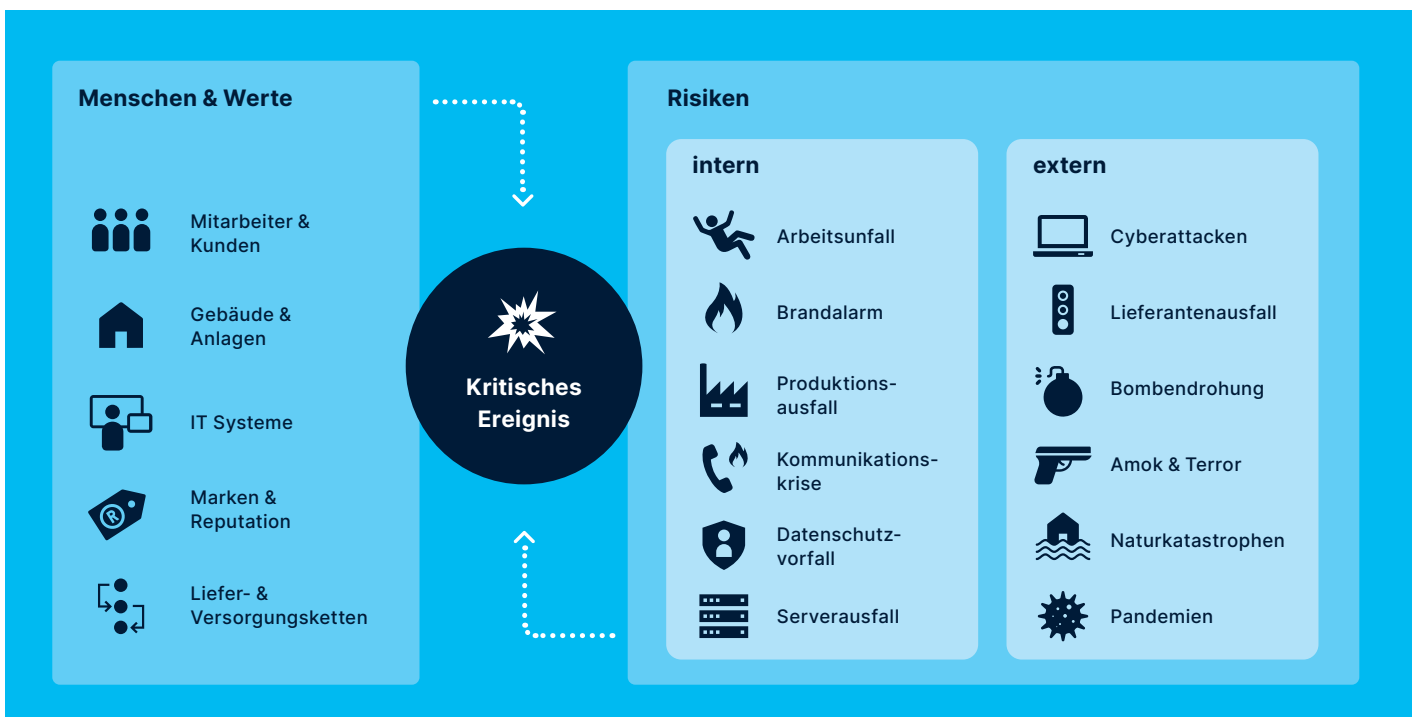 Menschen & Werte
Mitarbeiter &
Kunden
Gebäude &
Anlagen
IT Systeme
R
Marken &
Reputation
Liefer- &
Versorgungsketten
Kritisches
Ereignis
Risiken
intern
Arbeitsunfall
Brandalarm
Produktions-
ausfall
Kommunikations-
krise
Datenschutz-
vorfall
Serverausfall
extern
Cyberattacken
Lieferantenausfall
Bombendrohung
Amok & Terror
Naturkatastrophen
Pandemien